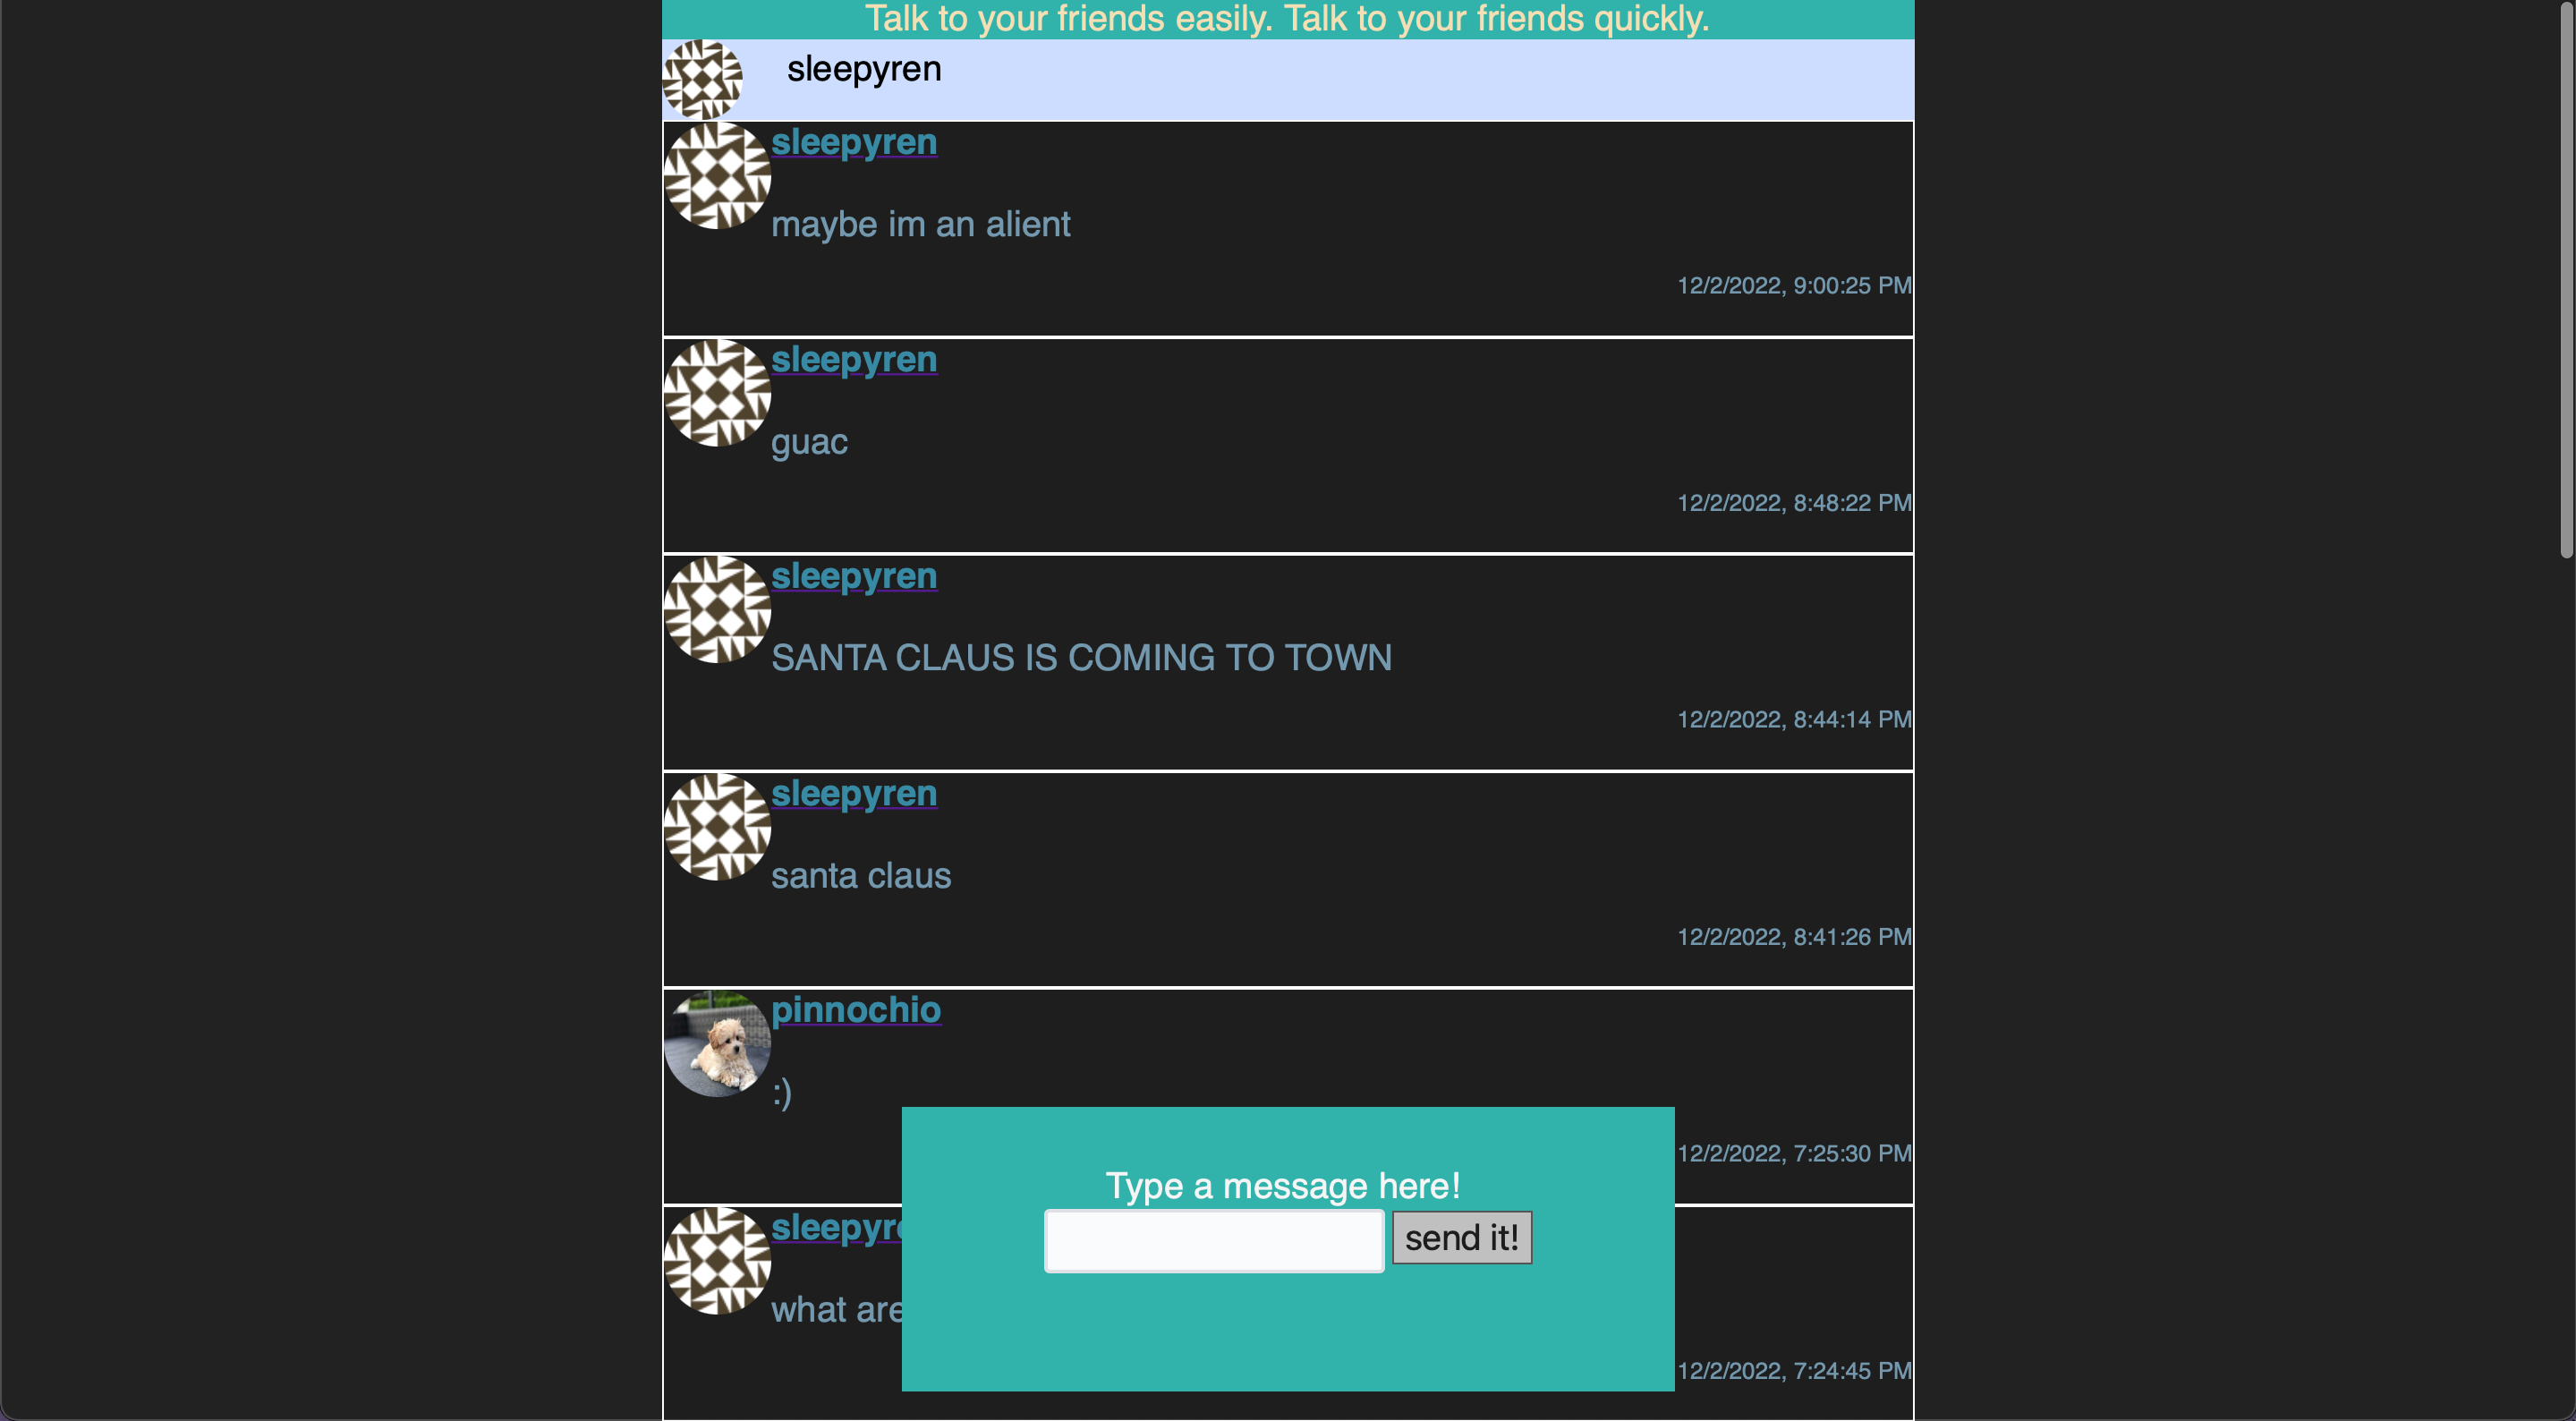 Talk to your friends easily. Talk to your friends quickly.
sleepyren
sleepyren
maybe im an alient
12/2/2022, 9:00:25 PM
sleepyren
guac
12/2/2022, 8:48:22 PM
sleepyren
SANTA CLAUS IS COMING TO TOWN
12/2/2022, 8:44:14 PM
sleepyren
santa claus
12/2/2022, 8:41:26 PM
pinnochio
:)
12/2/2022, 7:25:30 PM
Type a message here!
send it!
what are
12/2/2022, 7:24:45 PM